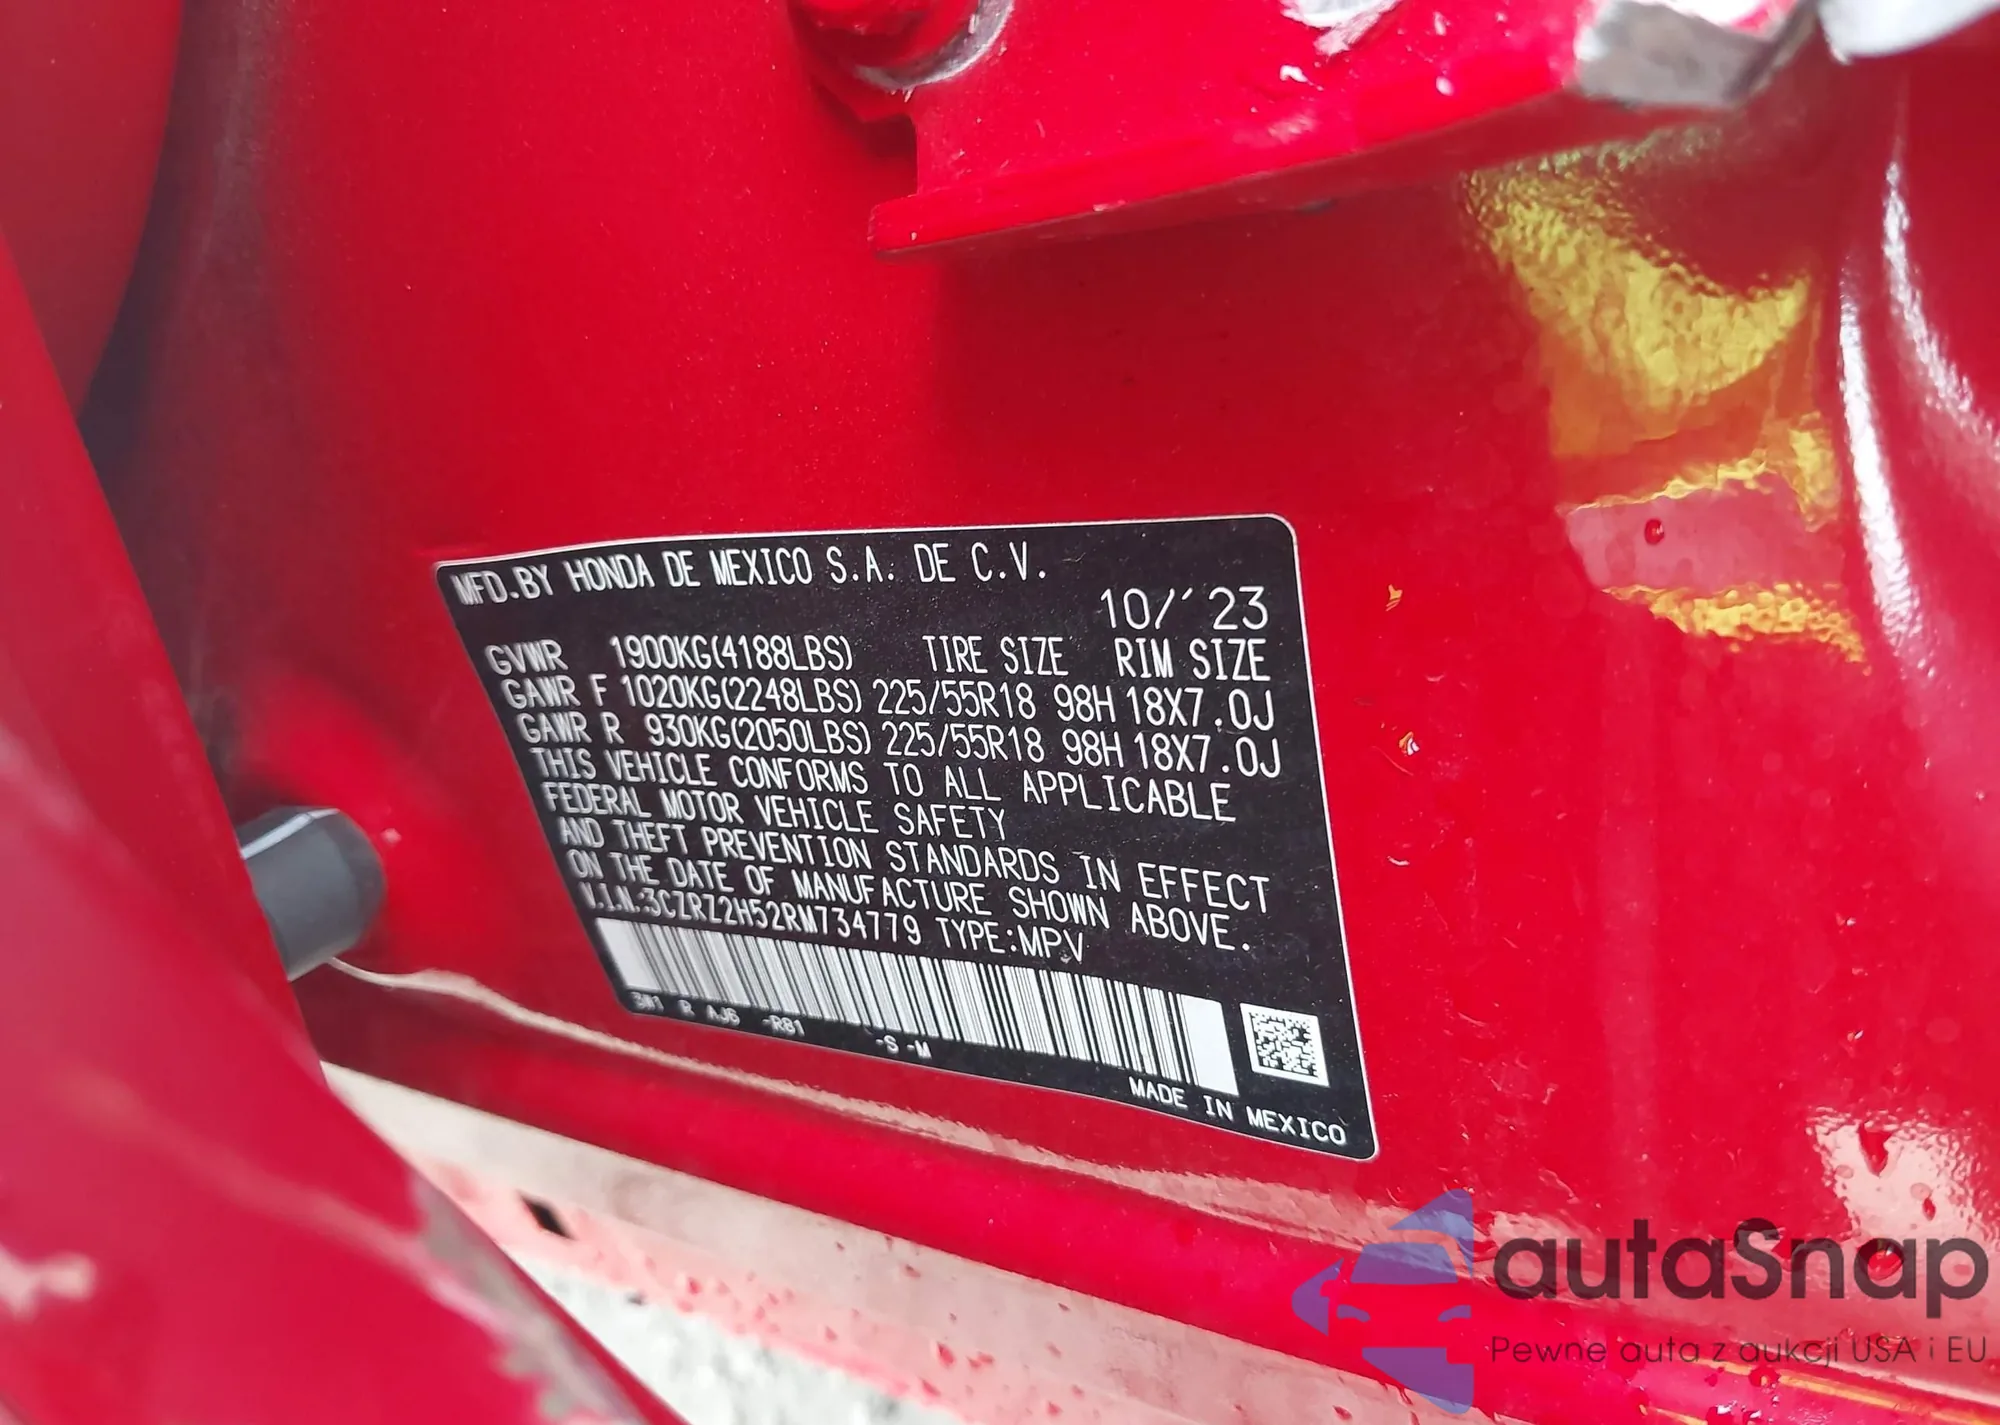 MFD.BY HONDA DE MEXICO S.A. DE C.V.
10/'23
GVWR 1900KG(4188LBS) TIRE SIZE RIM SIZE
GAWR F 1020KG(2248LBS) 225/55R18 98H 18X7.0J
GAWR R 930KG(2050LBS) 225/55R18 98H 18X7.0J
THIS VEHICLE CONFORMS TO ALL APPLICABLE
FEDERAL MOTOR VEHICLE SAFETY
AND THEFT PREVENTION STANDARDS IN EFFECT
ON THE DATE OF MANUFACTURE SHOWN ABOVE.
V.I.N.:3CZRZ2H52RM734779 TYPE:MPV
R AJ6 -R81 -S -M
MADE IN MEXICO
autaSnap
Pewne auta z aukcji USA i EU